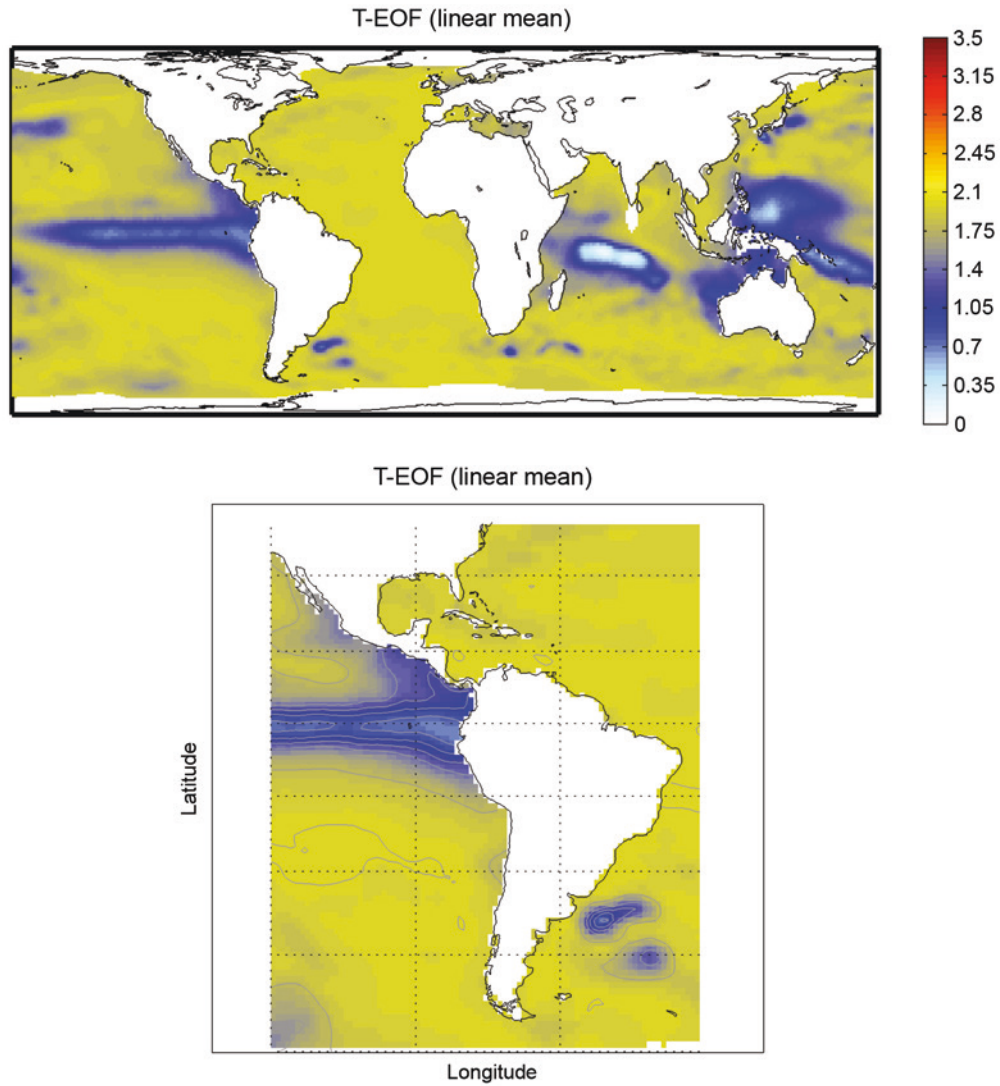 T-EOF (linear mean)
3.5
3.15
2.8
2.45
2.1
1.75
1.4
1.05
0.7
0.35
0
T-EOF (linear mean)
Latitude
Longitude